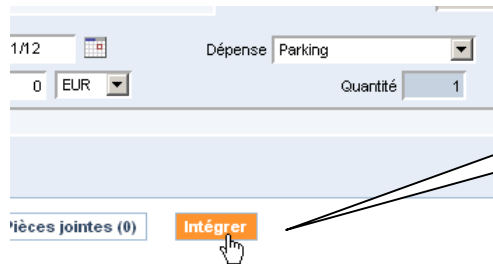 1/12 Dépense Parking
0 EUR Quantité 1
Pièces jointes (0) Intégrer